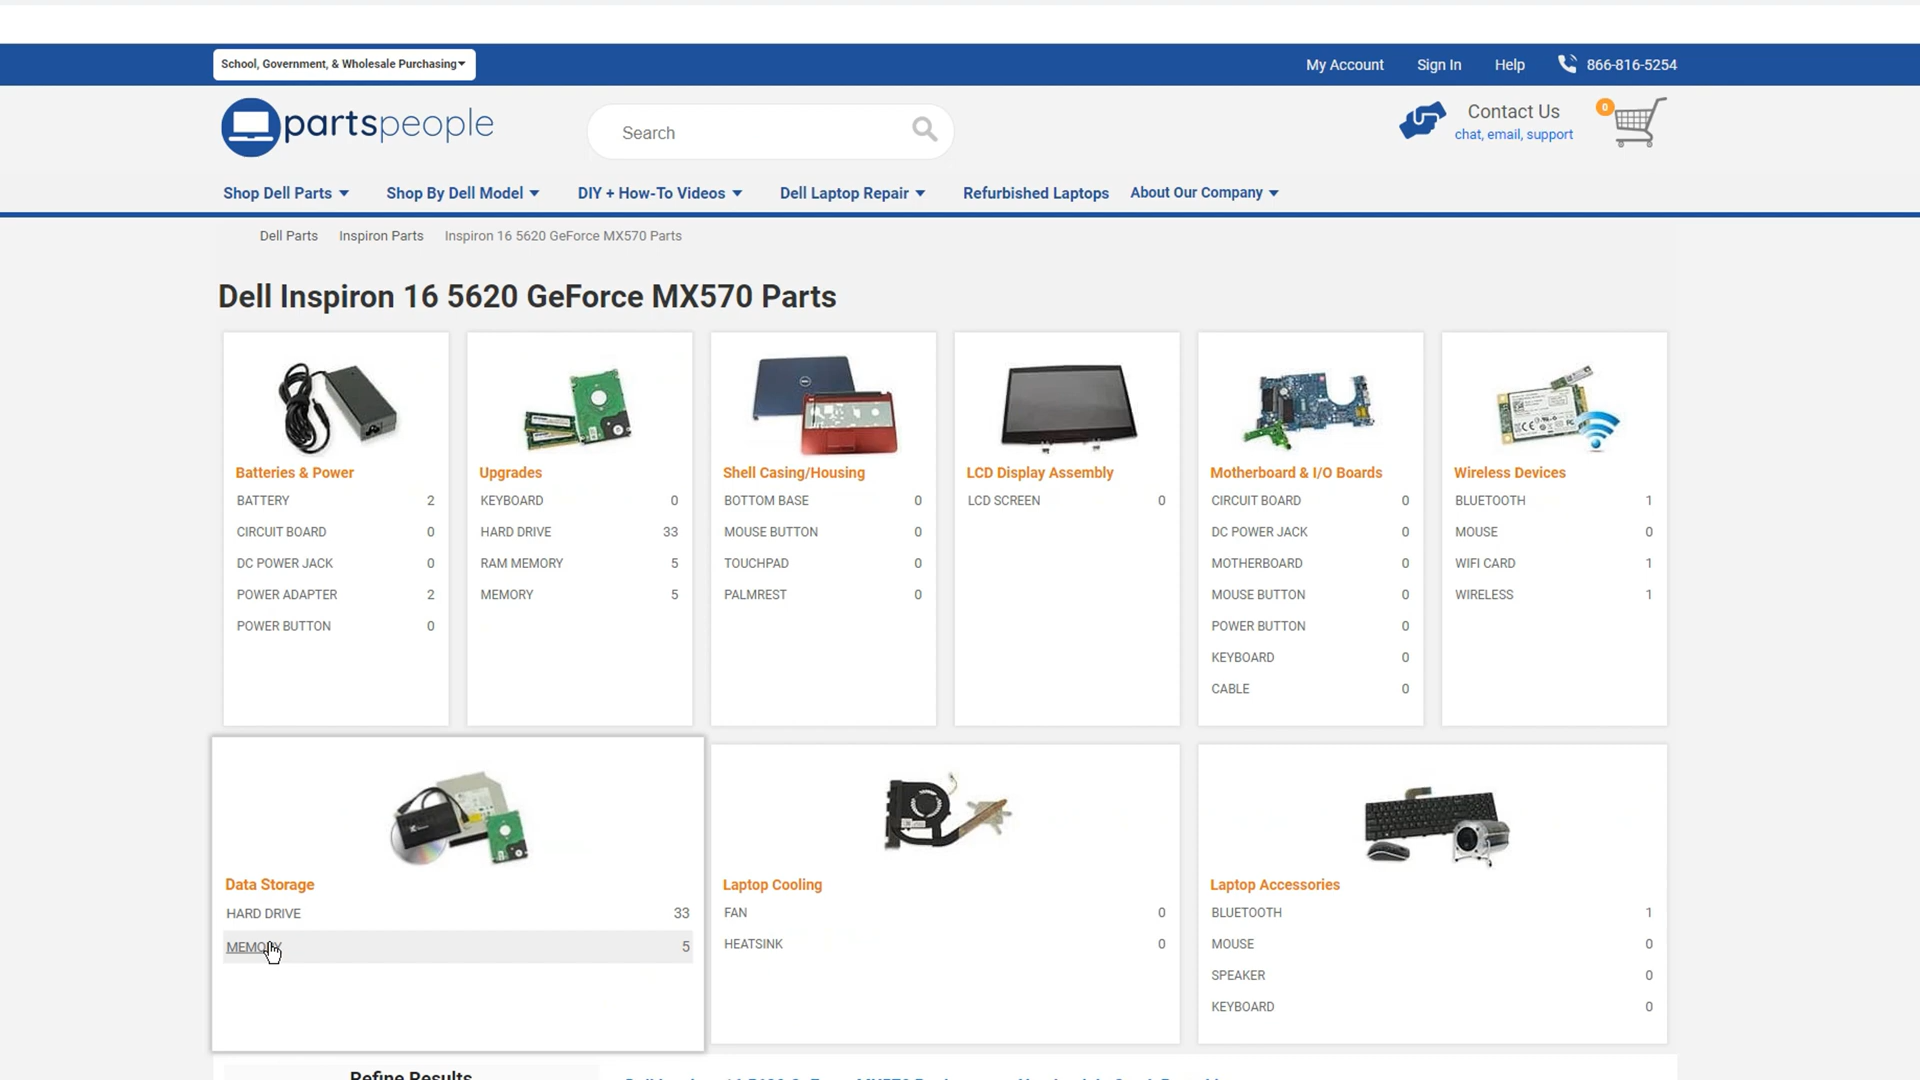 School, Government, & Wholesale Purchasing
My Account Sign In Help 866-816-5254
partspeople
Search
Contact Us
chat, email, support
0
Shop Dell Parts Shop By Dell Model DIY + How-To Videos Dell Laptop Repair Refurbished Laptops About Our Company
Dell Parts Inspiron Parts Inspiron 16 5620 GeForce MX570 Parts
Dell Inspiron 16 5620 GeForce MX570 Parts
Batteries & Power
BATTERY 2
CIRCUIT BOARD 0
DC POWER JACK 0
POWER ADAPTER 2
POWER BUTTON 0
Upgrades
KEYBOARD 0
HARD DRIVE 33
RAM MEMORY 5
MEMORY 5
Shell Casing/Housing
BOTTOM BASE 0
MOUSE BUTTON 0
TOUCHPAD 0
PALMREST 0
LCD Display Assembly
LCD SCREEN 0
Motherboard & I/O Boards
CIRCUIT BOARD 0
DC POWER JACK 0
MOTHERBOARD 0
MOUSE BUTTON 0
POWER BUTTON 0
KEYBOARD 0
CABLE 0
Wireless Devices
BLUETOOTH 1
MOUSE 0
WIFI CARD 1
WIRELESS 1
Data Storage
HARD DRIVE 33
MEMORY 5
Laptop Cooling
FAN 0
HEATSINK 0
Laptop Accessories
BLUETOOTH 1
MOUSE 0
SPEAKER 0
KEYBOARD 0
Refine Results